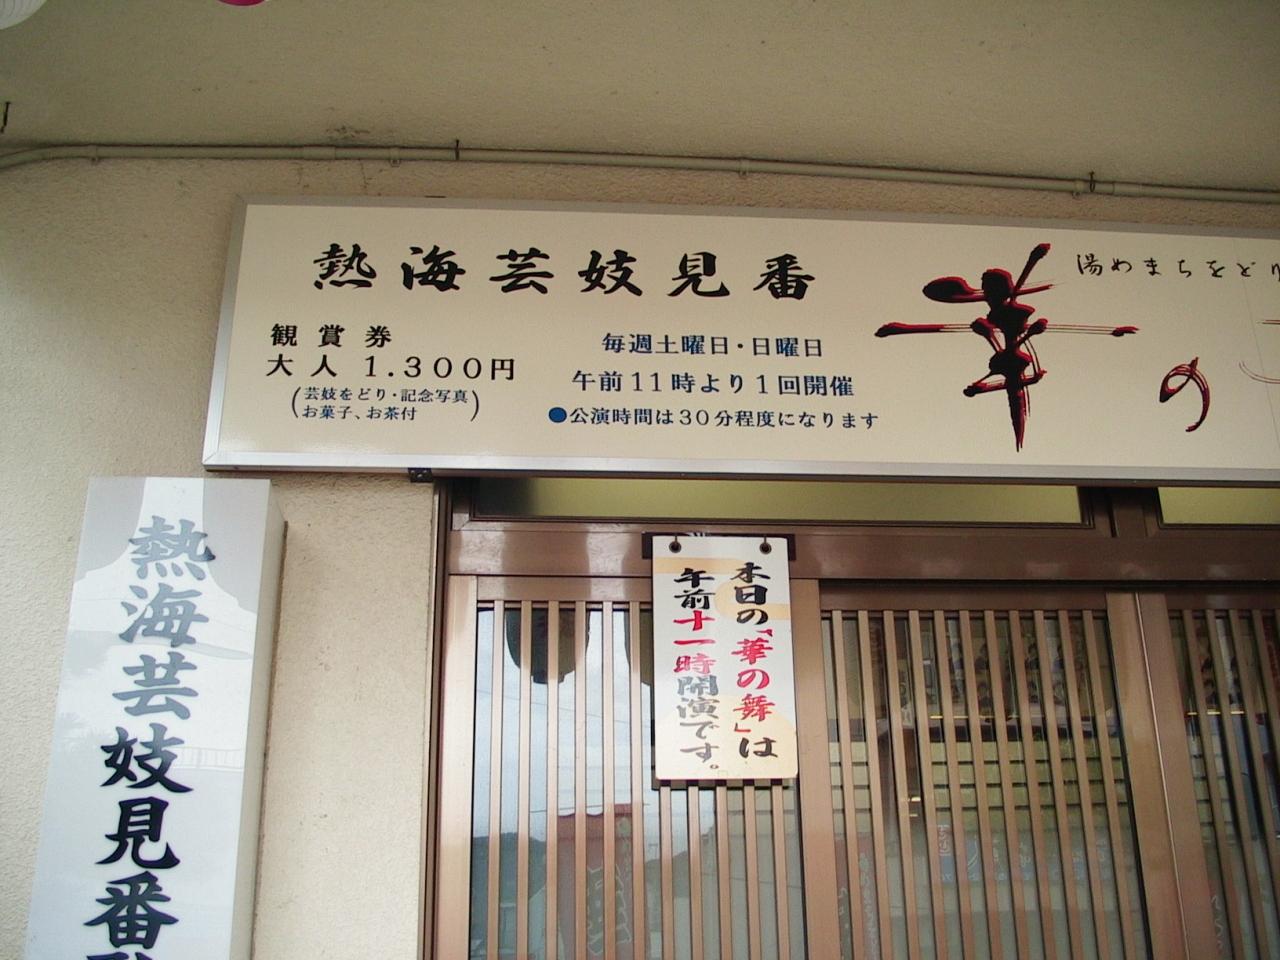 熱海芸妓見番
観賞券
大人 1.300円
(芸妓をどり・記念写真
お菓子、お茶付)
毎週土曜日・日曜日
午前11時より1回開催
●公演時間は30分程度になります
湯めまちをどり
華の
本日の「華の舞」は
午前十一時開演です。
熱海芸妓見番